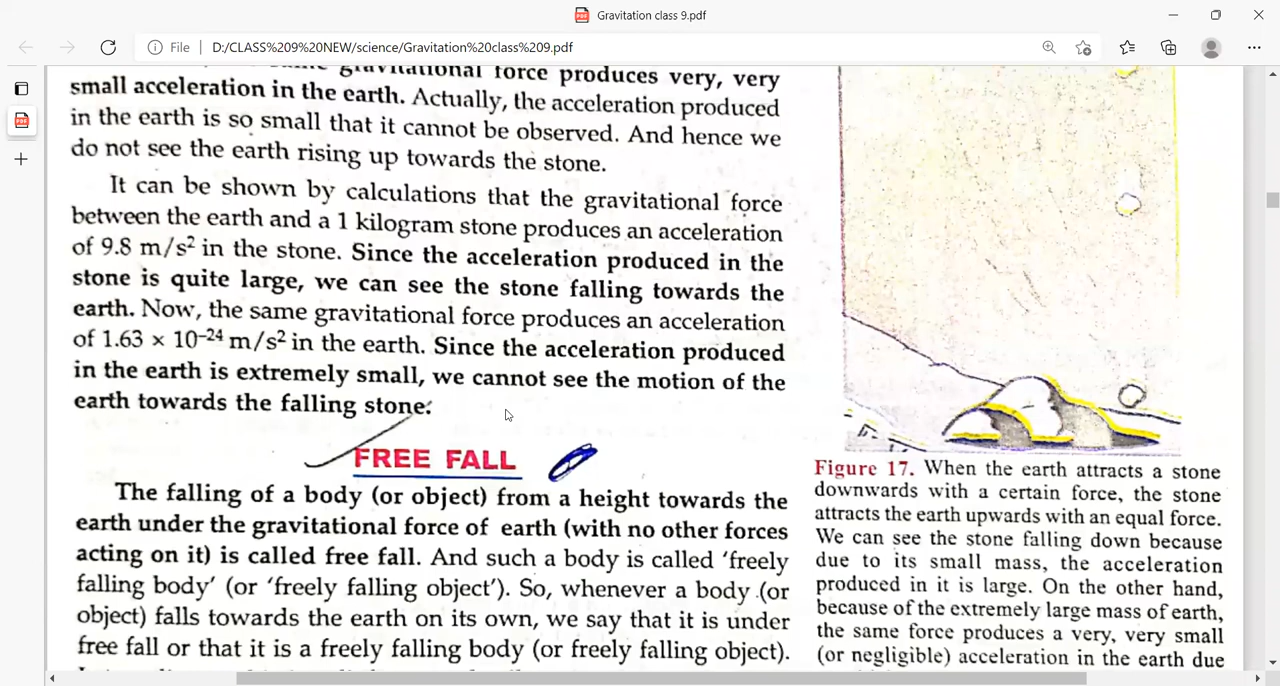 Gravitation class 9.pdf
File
D:/CLASS%209%20NEW/science/Gravitation%20class%209.pdf
gravitational force produces very, very
small acceleration in the earth. Actually, the acceleration produced
in the earth is so small that it cannot be observed. And hence we
do not see the earth rising up towards the stone.
It can be shown by calculations that the gravitational force
between the earth and a 1 kilogram stone produces an acceleration
of 9.8 m/s² in the stone. Since the acceleration produced in the
stone is quite large, we can see the stone falling towards the
earth. Now, the same gravitational force produces an acceleration
of 1.63 × 10⁻²⁴ m/s² in the earth. Since the acceleration produced
in the earth is extremely small, we cannot see the motion of the
earth towards the falling stone.
FREE FALL
The falling of a body (or object) from a height towards the
earth under the gravitational force of earth (with no other forces
acting on it) is called free fall. And such a body is called 'freely
falling body' (or 'freely falling object'). So, whenever a body (or
object) falls towards the earth on its own, we say that it is under
free fall or that it is a freely falling body (or freely falling object).
Figure 17. When the earth attracts a stone
downwards with a certain force, the stone
attracts the earth upwards with an equal force.
We can see the stone falling down because
due to its small mass, the acceleration
produced in it is large. On the other hand,
because of the extremely large mass of earth,
the same force produces a very, very small
(or negligible) acceleration in the earth due